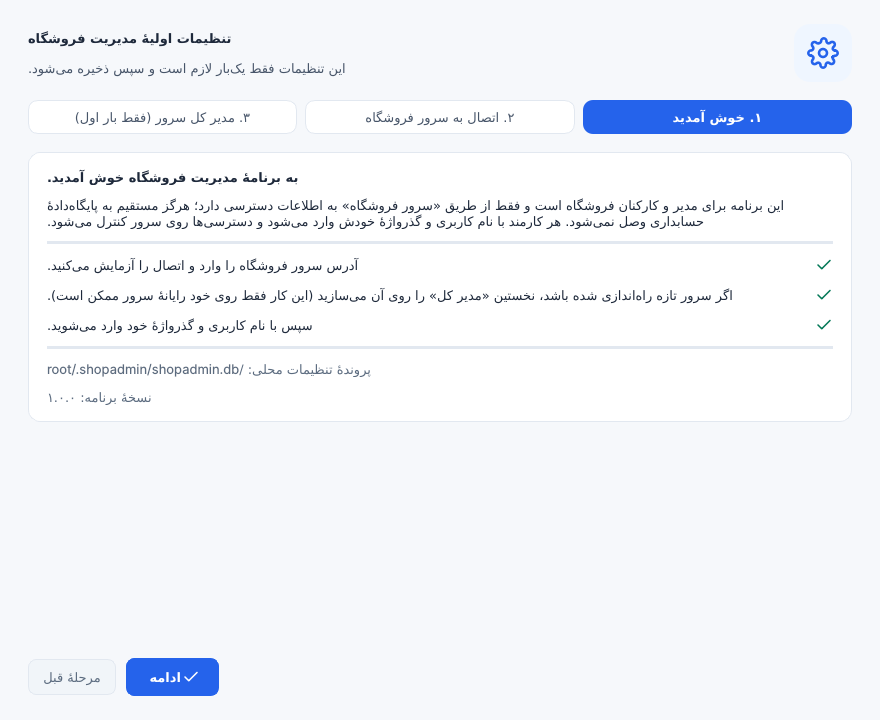 تنظیمات اولیهٔ مدیریت فروشگاه
این تنظیمات فقط یک‌بار لازم است و سپس ذخیره می‌شود.
۱. خوش آمدید
۲. اتصال به سرور فروشگاه
۳. مدیر کل سرور (فقط بار اول)
به برنامهٔ مدیریت فروشگاه خوش آمدید.
این برنامه برای مدیر و کارکنان فروشگاه است و فقط از طریق «سرور فروشگاه» به اطلاعات دسترسی دارد؛ هرگز مستقیم به پایگاه‌دادهٔ
حسابداری وصل نمی‌شود. هر کارمند با نام کاربری و گذرواژهٔ خودش وارد می‌شود و دسترسی‌ها روی سرور کنترل می‌شود.
آدرس سرور فروشگاه را وارد و اتصال را آزمایش می‌کنید.
اگر سرور تازه راه‌اندازی شده باشد، نخستین «مدیر کل» را روی آن می‌سازید (این کار فقط روی خود رایانهٔ سرور ممکن است).
سپس با نام کاربری و گذرواژهٔ خود وارد می‌شوید.
پروندهٔ تنظیمات محلی: /root/.shopadmin/shopadmin.db
نسخهٔ برنامه: ۱.۰.۰
ادامه
مرحلهٔ قبل